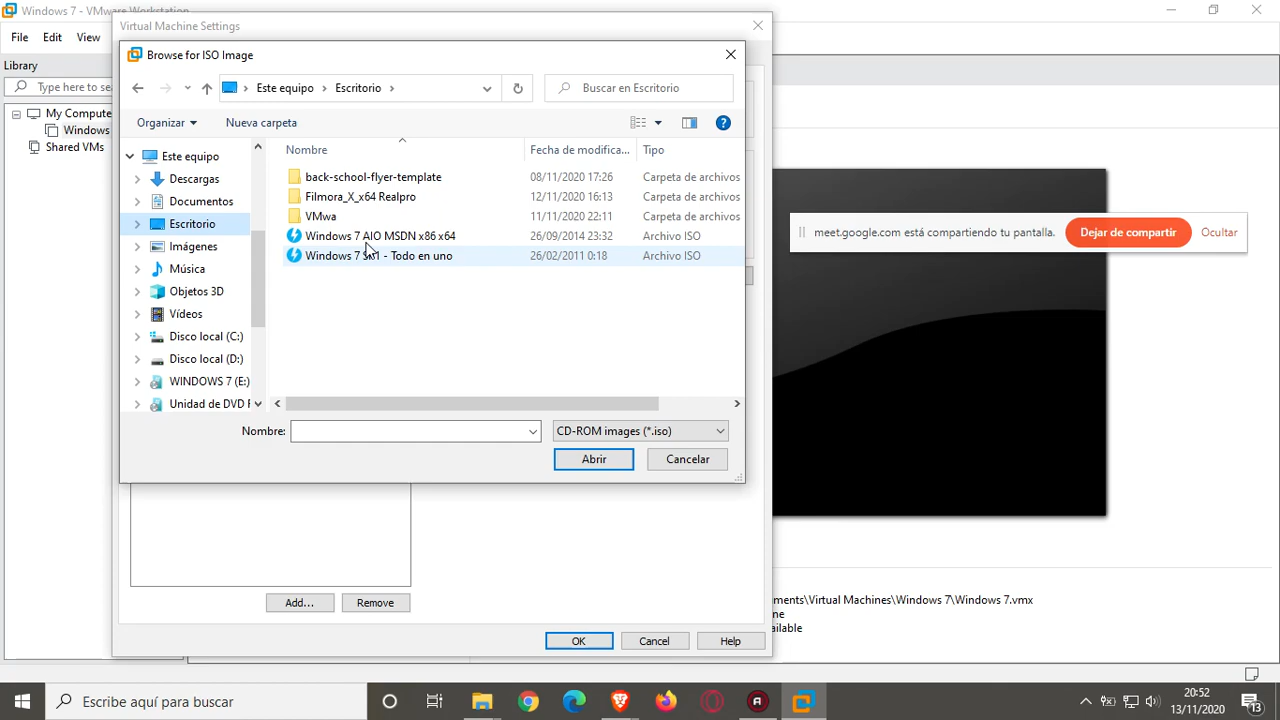 Windows 7 - VMware Workstation
File
Edit
View
Library
Type here to sea
My Compute
Windows
Shared VMs
Virtual Machine Settings
Browse for ISO Image
Este equipo
Escritorio
Buscar en Escritorio
Organizar
Nueva carpeta
Este equipo
Descargas
Documentos
Escritorio
Imágenes
Música
Objetos 3D
Vídeos
Disco local (C:)
Disco local (D:)
WINDOWS 7 (E:)
Unidad de DVD F
Nombre
Fecha de modifica...
Tipo
back-school-flyer-template
08/11/2020 17:26
Carpeta de archivos
Filmora_X_x64 Realpro
12/11/2020 16:13
Carpeta de archivos
VMwa
11/11/2020 22:11
Carpeta de archivos
Windows 7 AIO MSDN x86 x64
26/09/2014 23:32
Archivo ISO
Windows 7 - Todo en uno
26/02/2011 0:18
Archivo ISO
Nombre:
CD-ROM images (*.iso)
Abrir
Cancelar
Add...
Remove
OK
Cancel
Help
meet.google.com está compartiendo tu pantalla.
Dejar de compartir
Ocultar
ments\Virtual Machines\Windows 7\Windows 7.vmx
ne
ailable
Escribe aquí para buscar
20:52
13/11/2020
13